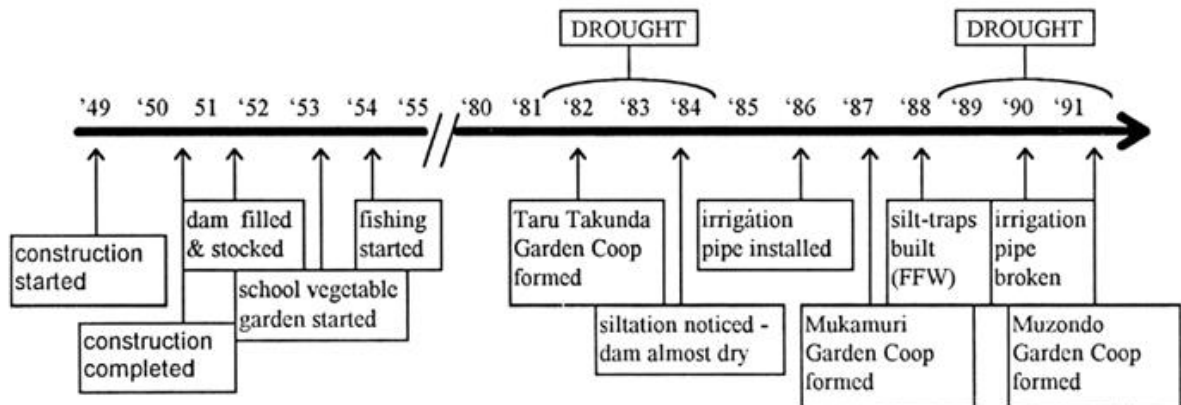 DROUGHT DROUGHT
'49 '50 51 '52 '53 '54 '55 '80 '81 '82 '83 '84 '85 '86 '87 '88 '89 '90 '91
construction
started
construction
completed
dam filled
& stocked
school vegetable
garden started
fishing
started
Taru Takunda
Garden Coop
formed
siltation noticed -
dam almost dry
irrigation
pipe installed
Mukamuri
Garden Coop
formed
silt-traps
built
(FFW)
irrigation
pipe
broken
Muzondo
Garden Coop
formed